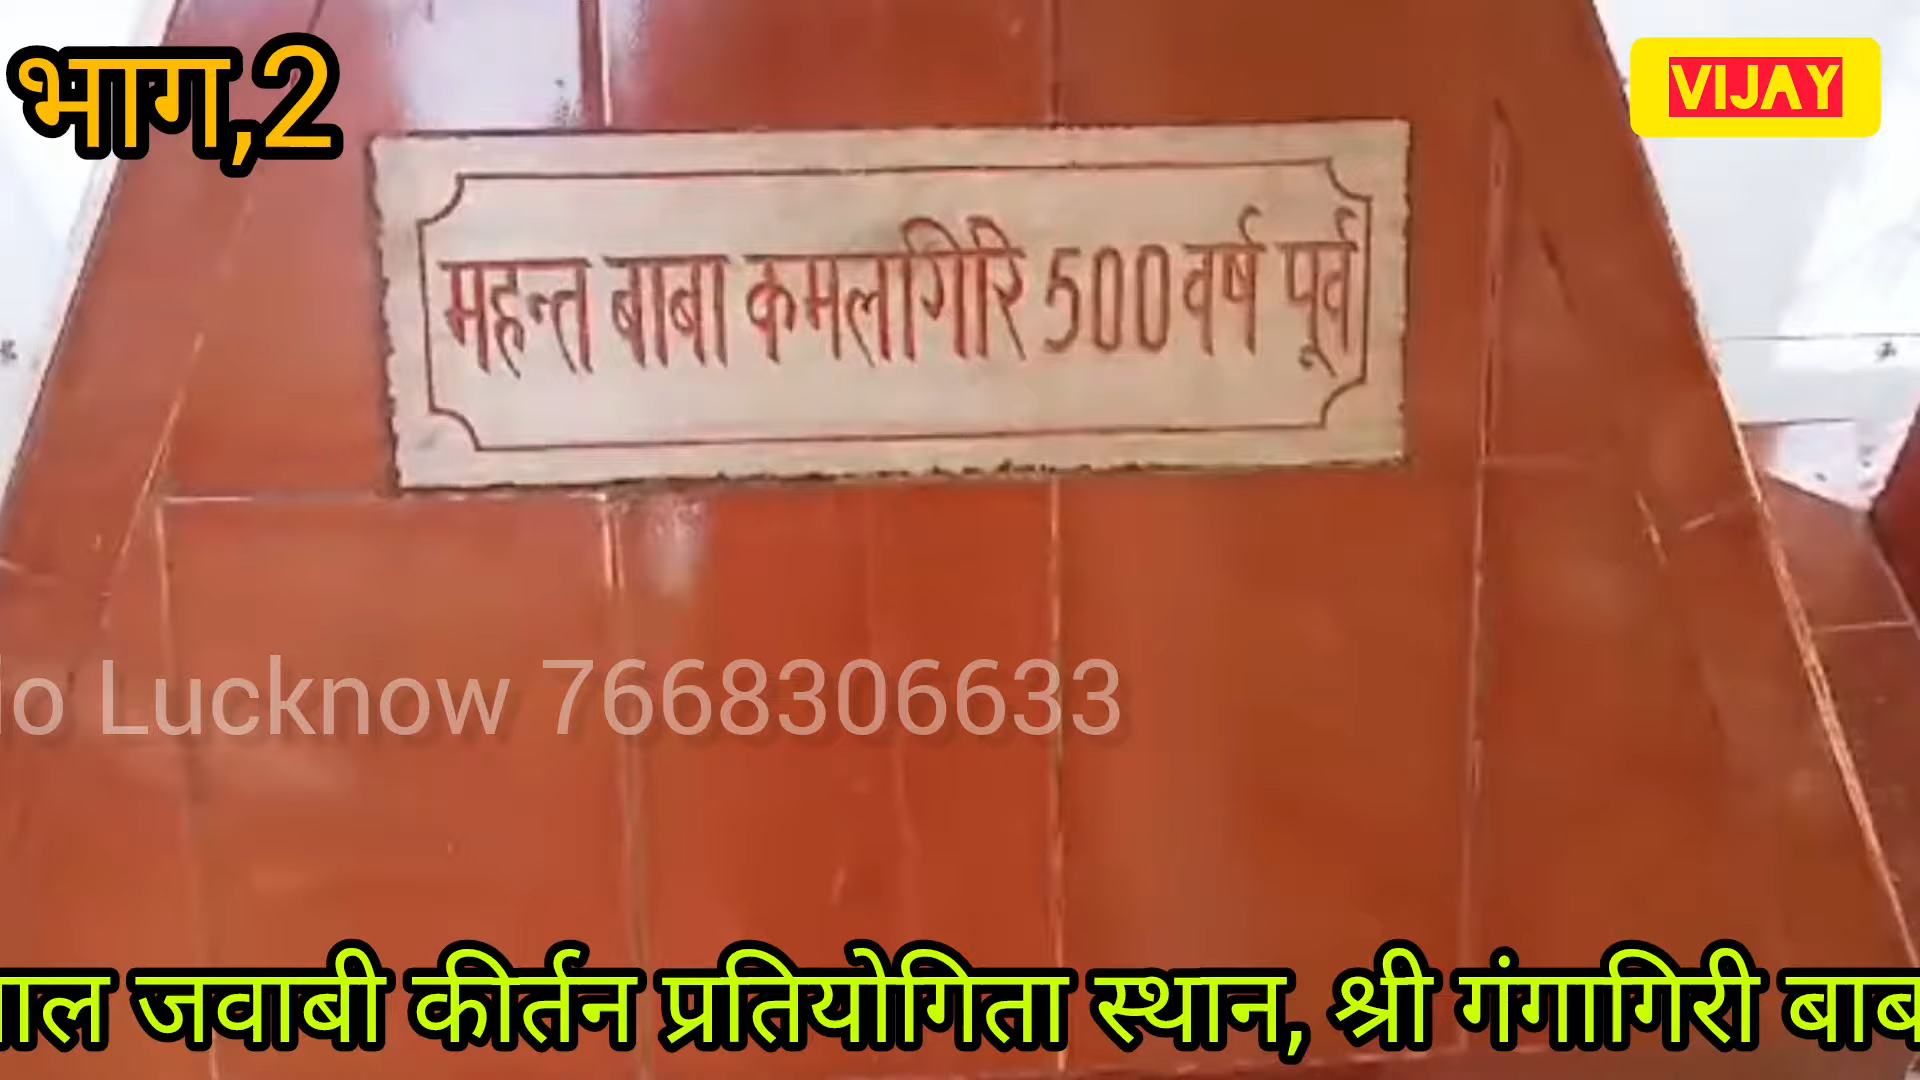 भाग,2
VIJAY
महन्त बाबा कमलगिरि 500 वर्ष पूर्व
Lucknow 7668306633
जवाबी कीर्तन प्रतियोगिता स्थान, श्री गंगागिरी